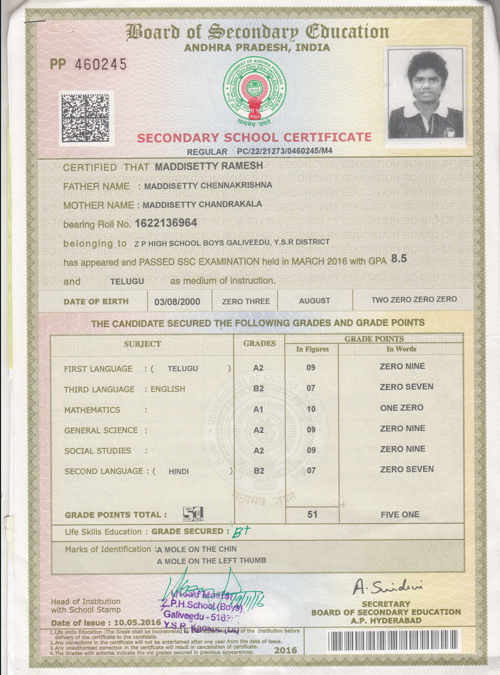 Board of Secondary Education
ANDHRA PRADESH, INDIA
PP 460245
GOVERNMENT OF ANDHRA PRADESH
सत्यमेव जयते
SECONDARY SCHOOL CERTIFICATE
REGULAR PC/22/21273/0460245/M4
CERTIFIED THAT MADDISETTY RAMESH
FATHER NAME : MADDISETTY CHENNAKRISHNA
MOTHER NAME : MADDISETTY CHANDRAKALA
bearing Roll No. 1622136964
belonging to Z P HIGH SCHOOL BOYS GALIVEEDU, Y.S.R DISTRICT
has appeared and PASSED SSC EXAMINATION held in MARCH 2016 with GPA 8.5
and TELUGU as medium of instruction.
DATE OF BIRTH 03/08/2000 ZERO THREE AUGUST TWO ZERO ZERO ZERO
THE CANDIDATE SECURED THE FOLLOWING GRADES AND GRADE POINTS
SUBJECT GRADES GRADE POINTS
In Figures In Words
FIRST LANGUAGE : ( TELUGU ) A2 09 ZERO NINE
THIRD LANGUAGE : ENGLISH B2 07 ZERO SEVEN
MATHEMATICS : A1 10 ONE ZERO
GENERAL SCIENCE : A2 09 ZERO NINE
SOCIAL STUDIES : A2 09 ZERO NINE
SECOND LANGUAGE : ( HINDI ) B2 07 ZERO SEVEN
GRADE POINTS TOTAL : 51 51 FIVE ONE
Life Skills Education : GRADE SECURED : B+
Marks of Identification :A MOLE ON THE CHIN
A MOLE ON THE LEFT THUMB
Head of Institution
with School Stamp
Head Master
Z.P.H.School (Boys)
Galiveedu - 516
Y.S.R. Kadapa (Dt)
A. Sridevi
SECRETARY
BOARD OF SECONDARY EDUCATION
A.P. HYDERABAD
Date of issue : 10.05.2016
1.Life skills Education :The Grade shall be incorporated of the Institution before
delivery of the certificate to the candidate.
2.Any corrections in the certificate will not be entertained after one year from the date of issue.
3.Any unauthorised correction in the certificate will result in cancellation of certificate.
4.The Grades with asterisk indicate the old grades secured in previous appearances.
2016